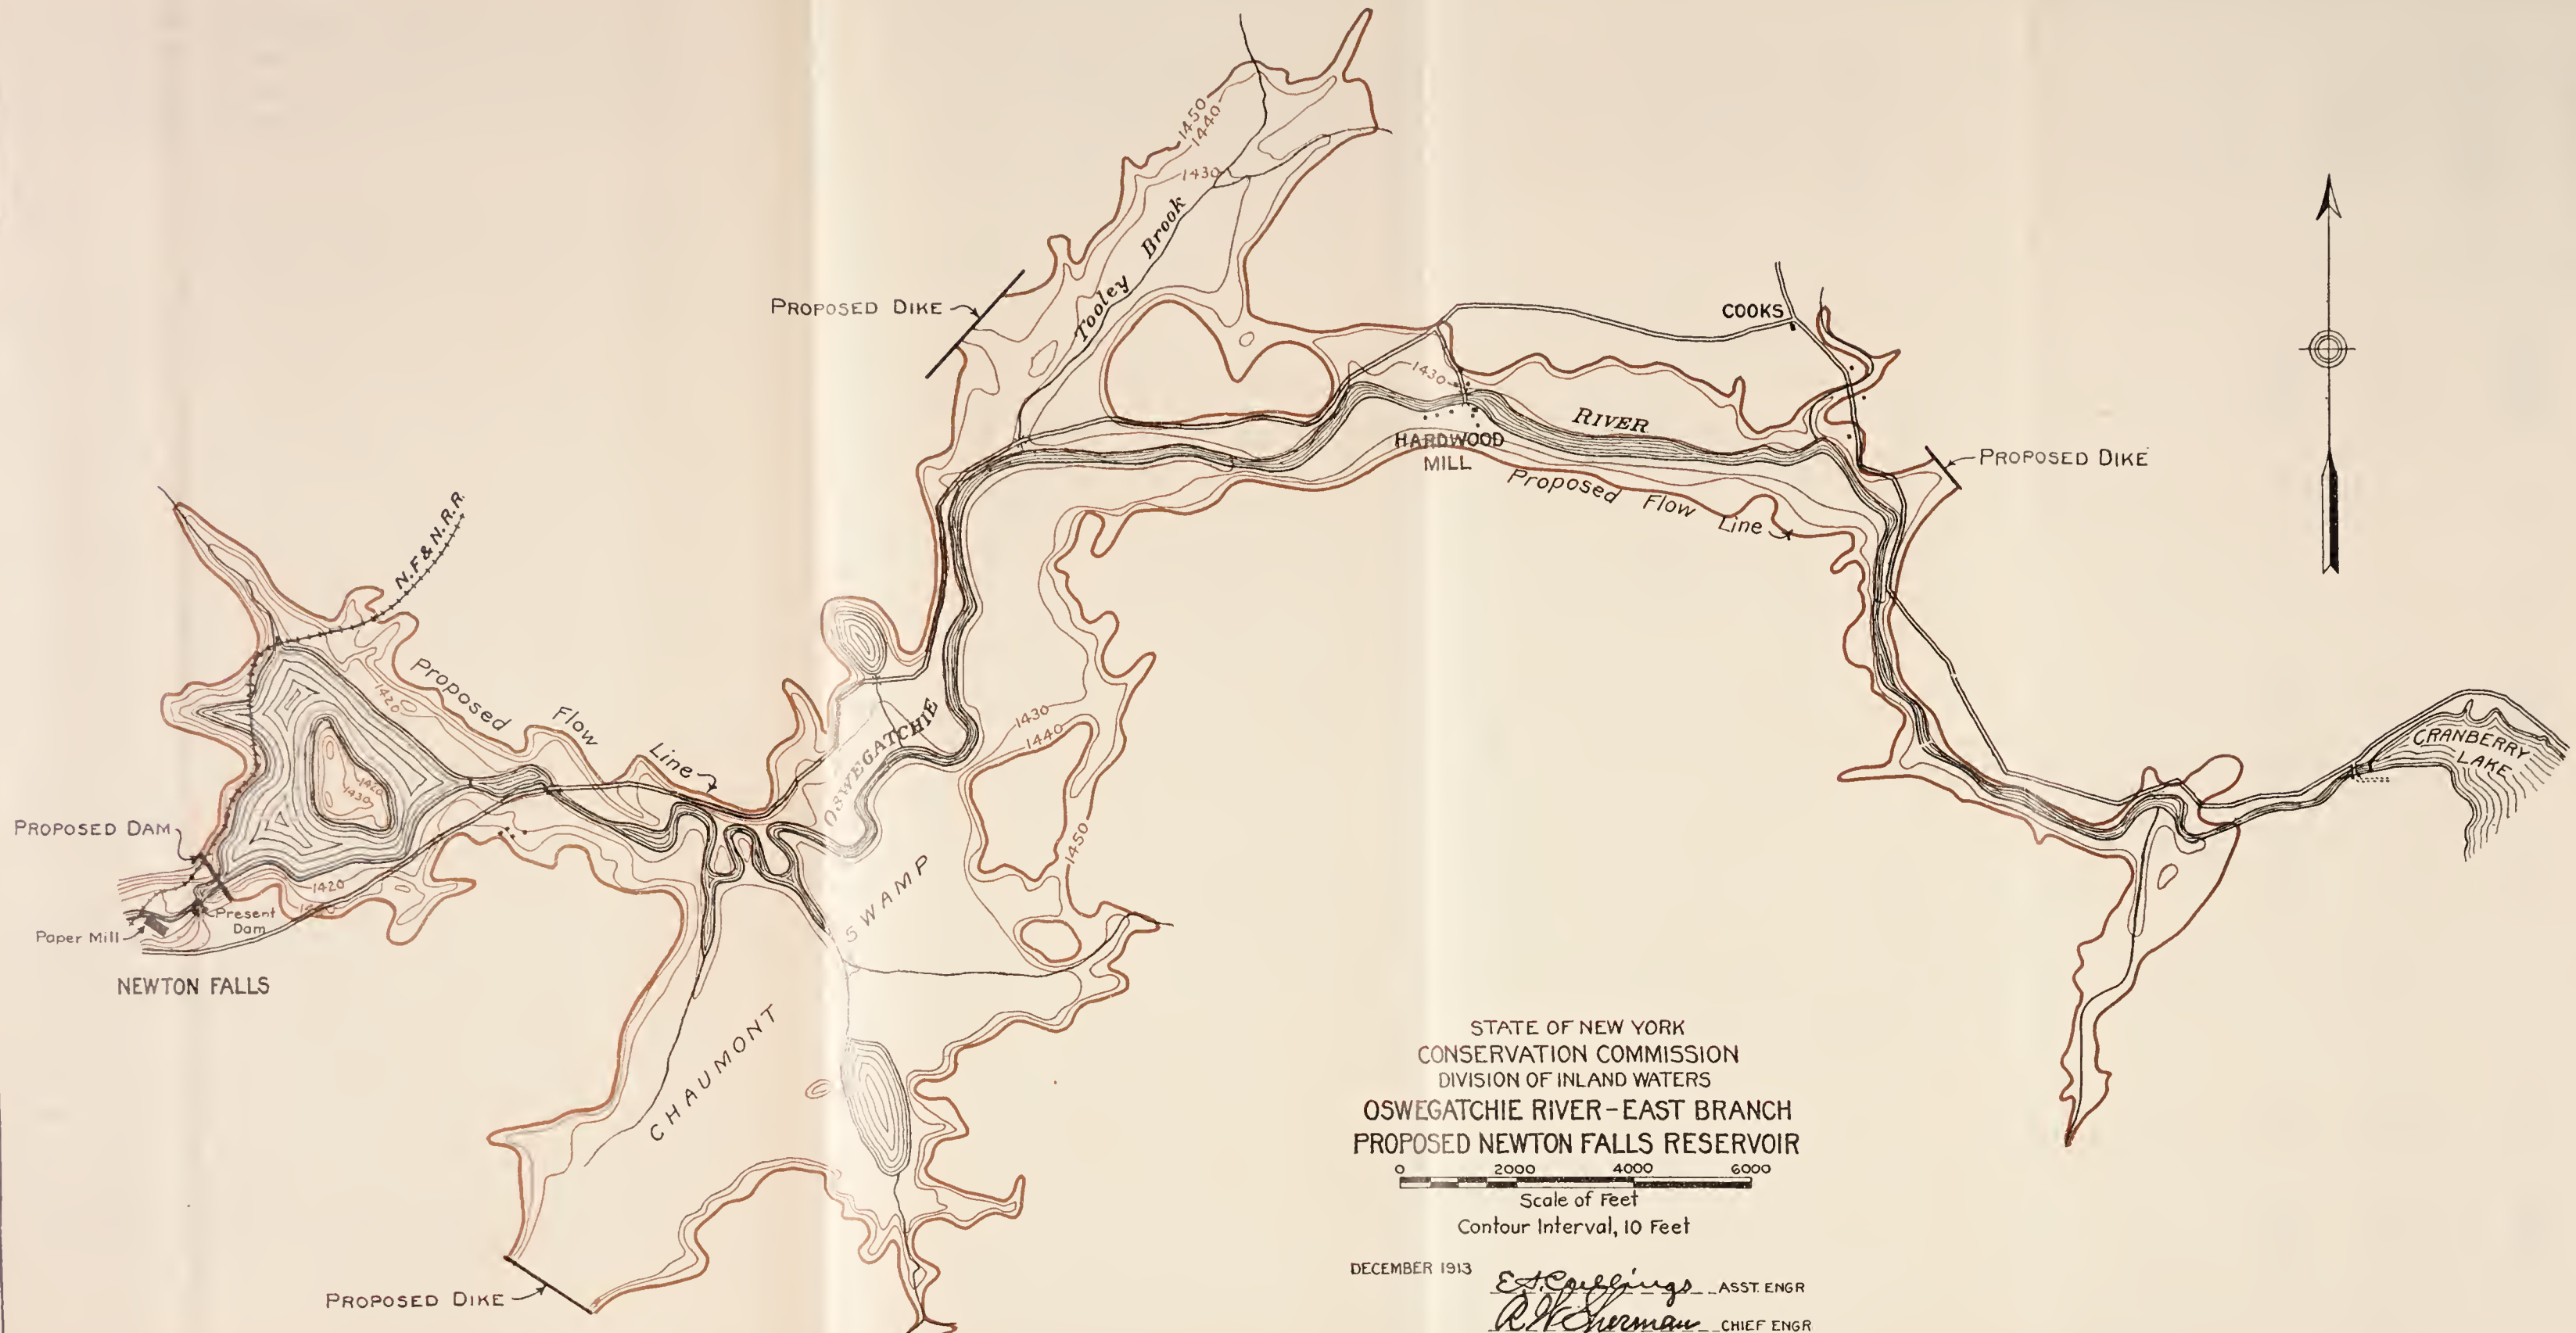 1450
1440
1430
Tooley Brook
PROPOSED DIKE
COOKS
1430
RIVER
HARDWOOD
MILL
PROPOSED DIKE
Proposed Flow Line
N.F & N.R.R.
1420
Proposed Flow Line
OSWEGATCHIE
1430
1440
1450
CRANBERRY
LAKE
1420
1430
PROPOSED DAM
1420
Present
Dam
Paper Mill
NEWTON FALLS
SWAMP
CHAUMONT
PROPOSED DIKE
STATE OF NEW YORK
CONSERVATION COMMISSION
DIVISION OF INLAND WATERS
OSWEGATCHIE RIVER-EAST BRANCH
PROPOSED NEWTON FALLS RESERVOIR
0 2000 4000 6000
Scale of Feet
Contour Interval, 10 Feet
DECEMBER 1913
ASST. ENGR
R.W. Sherman CHIEF ENGR